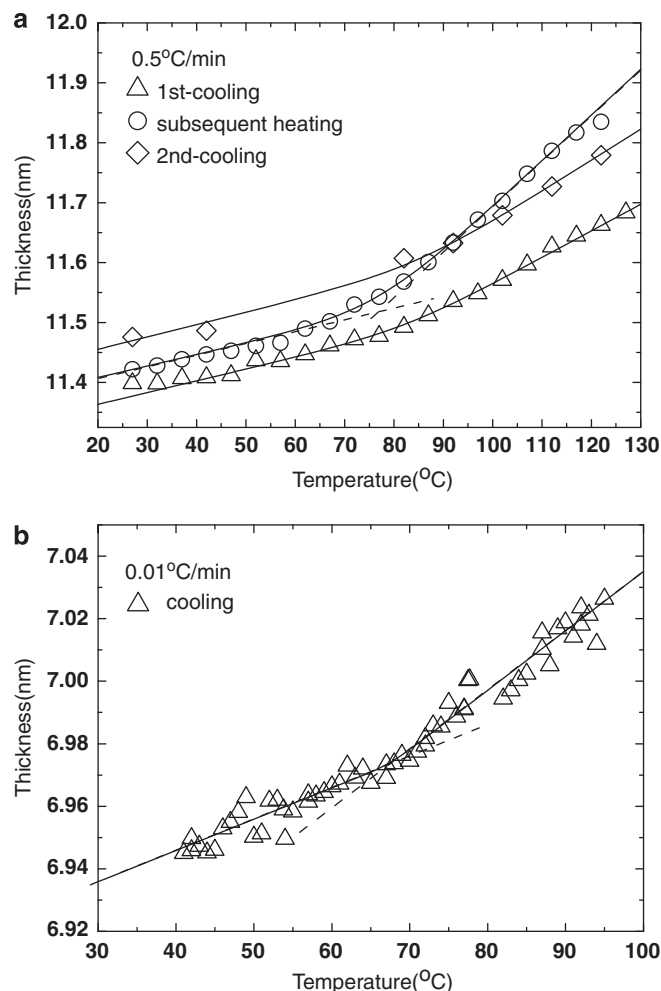 a
12.0
11.9
11.8
11.7
11.6
11.5
11.4
Thickness(nm)
0.5°C/min
1st-cooling
subsequent heating
2nd-cooling
20 30 40 50 60 70 80 90 100 110 120 130
Temperature(°C)
b
7.04
7.02
7.00
6.98
6.96
6.94
6.92
Thickness(nm)
0.01°C/min
cooling
30 40 50 60 70 80 90 100
Temperature(°C)